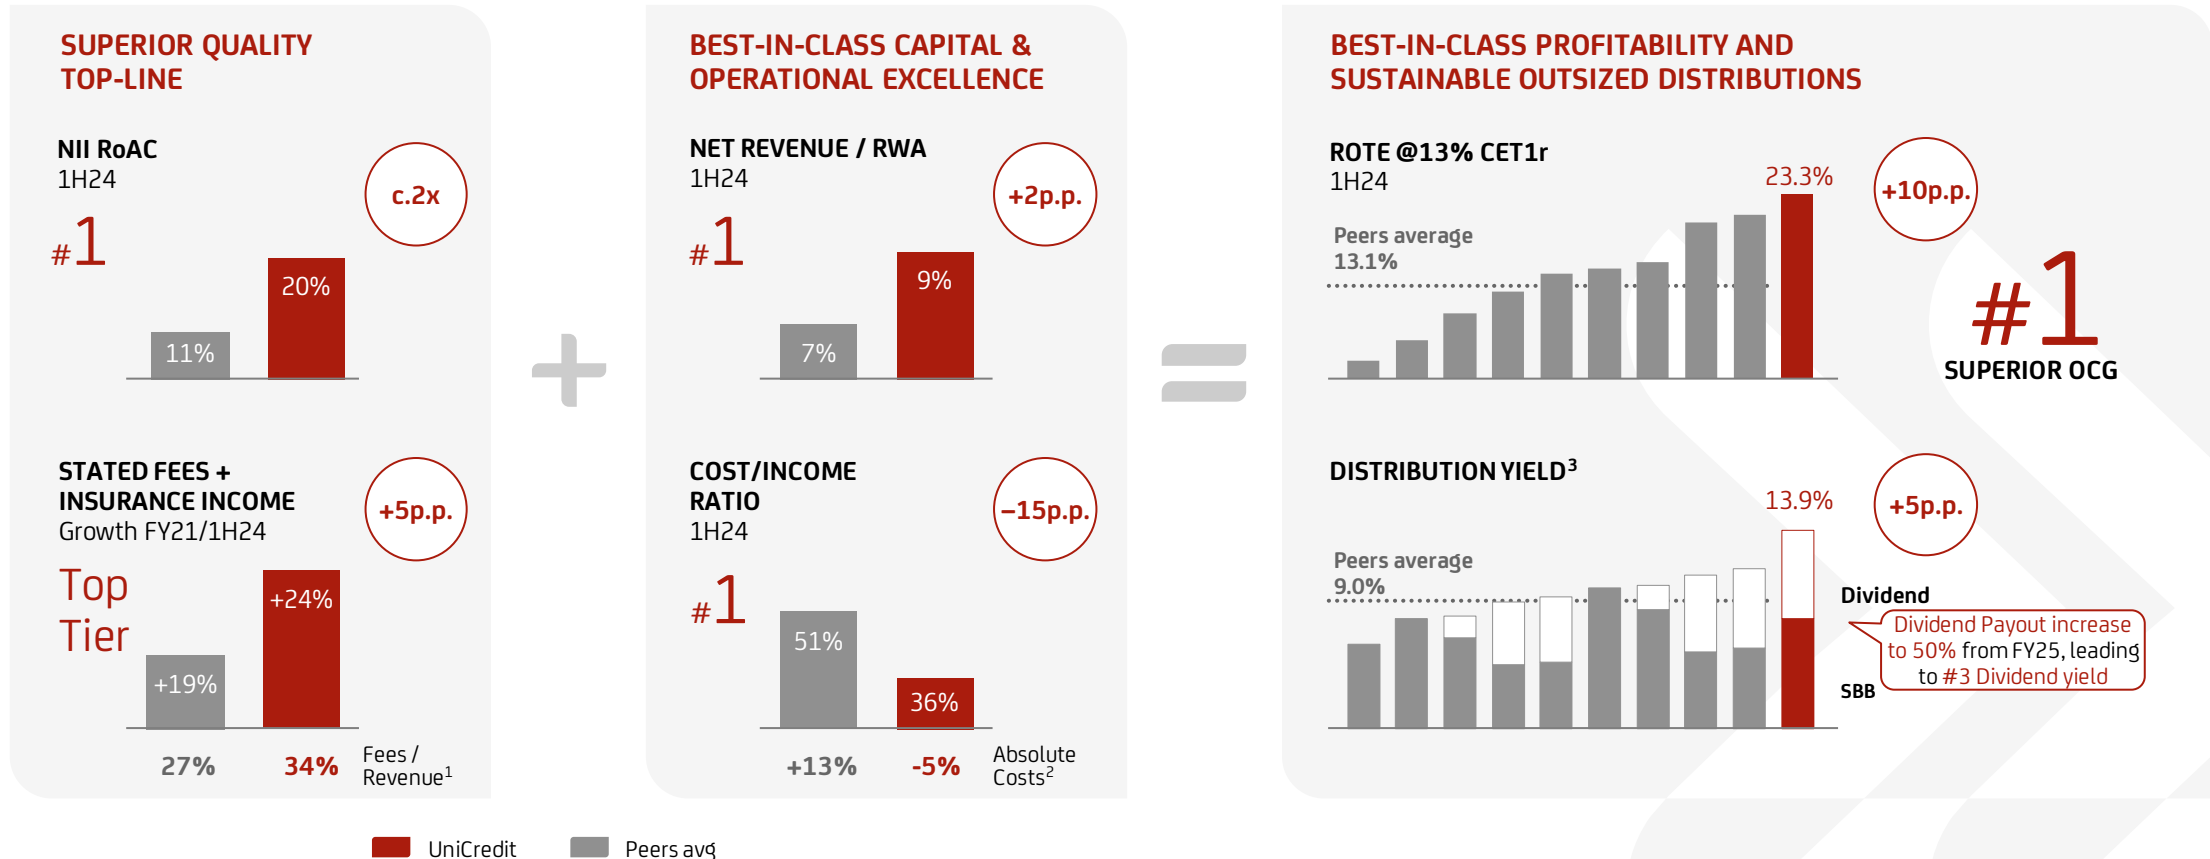 SUPERIOR QUALITY
TOP-LINE
NII RoAC
1H24
c.2x
#1
11%
20%
STATED FEES +
INSURANCE INCOME
Growth FY21/1H24
+5p.p.
Top
Tier
+19%
+24%
27%
34%
Fees /
Revenue1
+
BEST-IN-CLASS CAPITAL &
OPERATIONAL EXCELLENCE
NET REVENUE / RWA
1H24
+2p.p.
#1
7%
9%
COST/INCOME
RATIO
1H24
–15p.p.
#1
51%
36%
+13%
-5%
Absolute
Costs2
=
BEST-IN-CLASS PROFITABILITY AND
SUSTAINABLE OUTSIZED DISTRIBUTIONS
ROTE @13% CET1r
1H24
23.3%
+10p.p.
Peers average
13.1%
#1
SUPERIOR OCG
DISTRIBUTION YIELD3
13.9%
+5p.p.
Peers average
9.0%
Dividend
Dividend Payout increase
to 50% from FY25, leading
to #3 Dividend yield
SBB
UniCredit
Peers avg